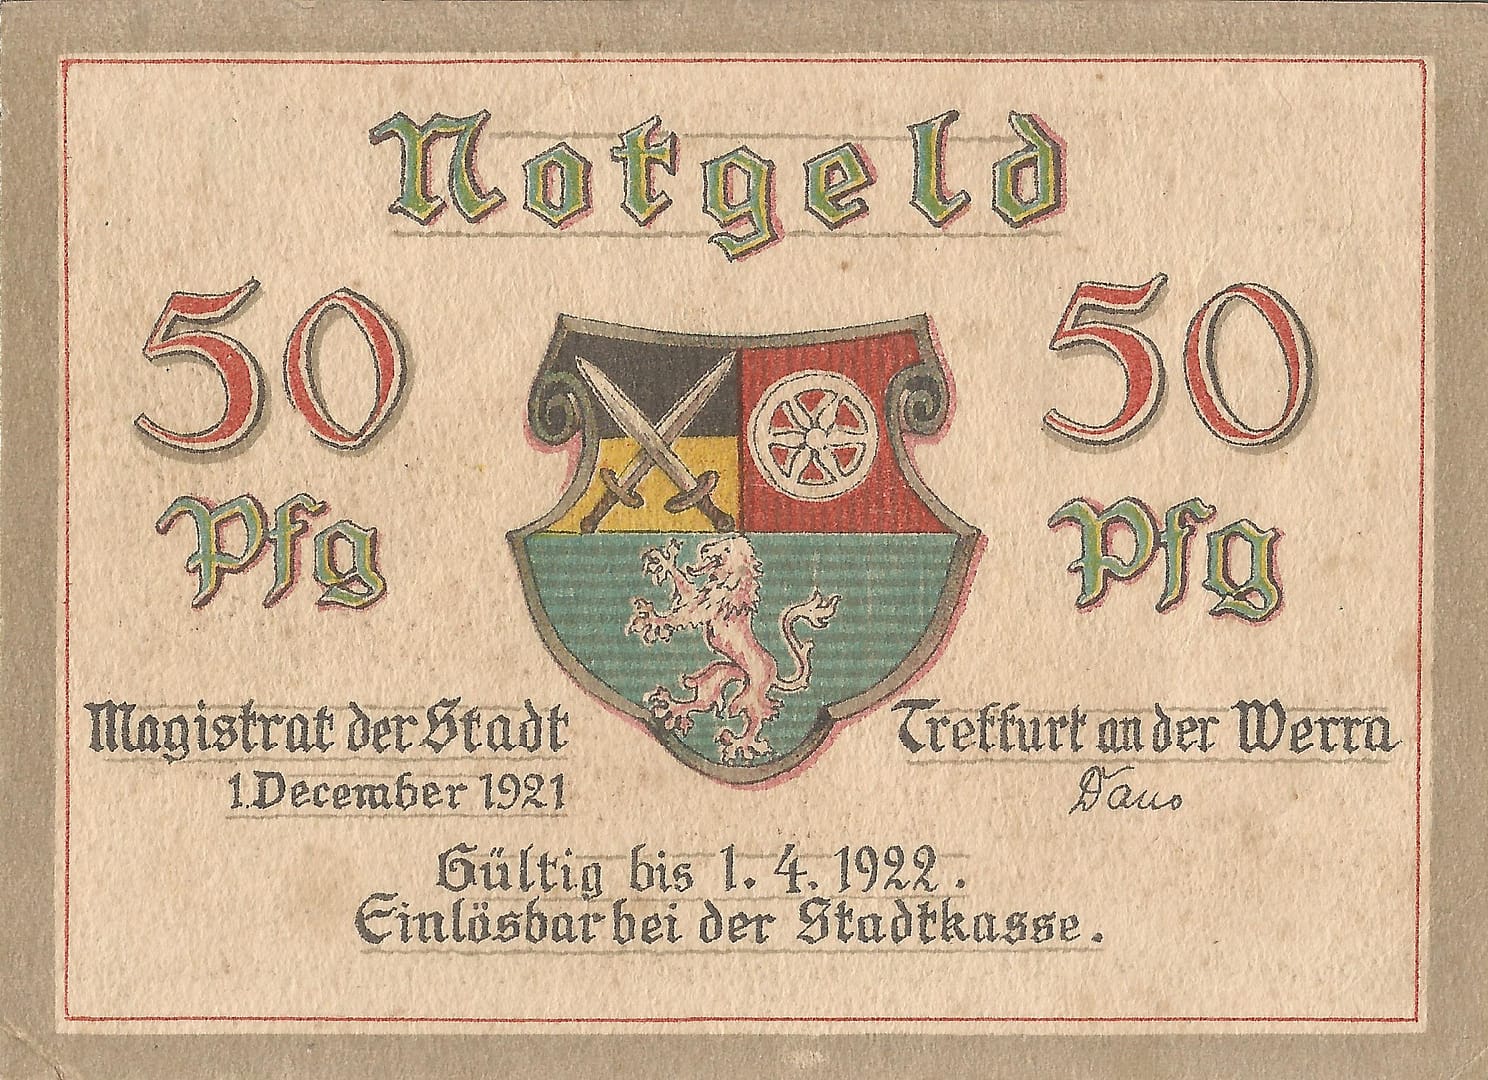 Notgeld
50 50
Pfg Pfg
Magistrat der Stadt Treffurt an der Werra
1. December 1921
Gültig bis 1. 4. 1922.
Einlösbar bei der Stadtkasse.